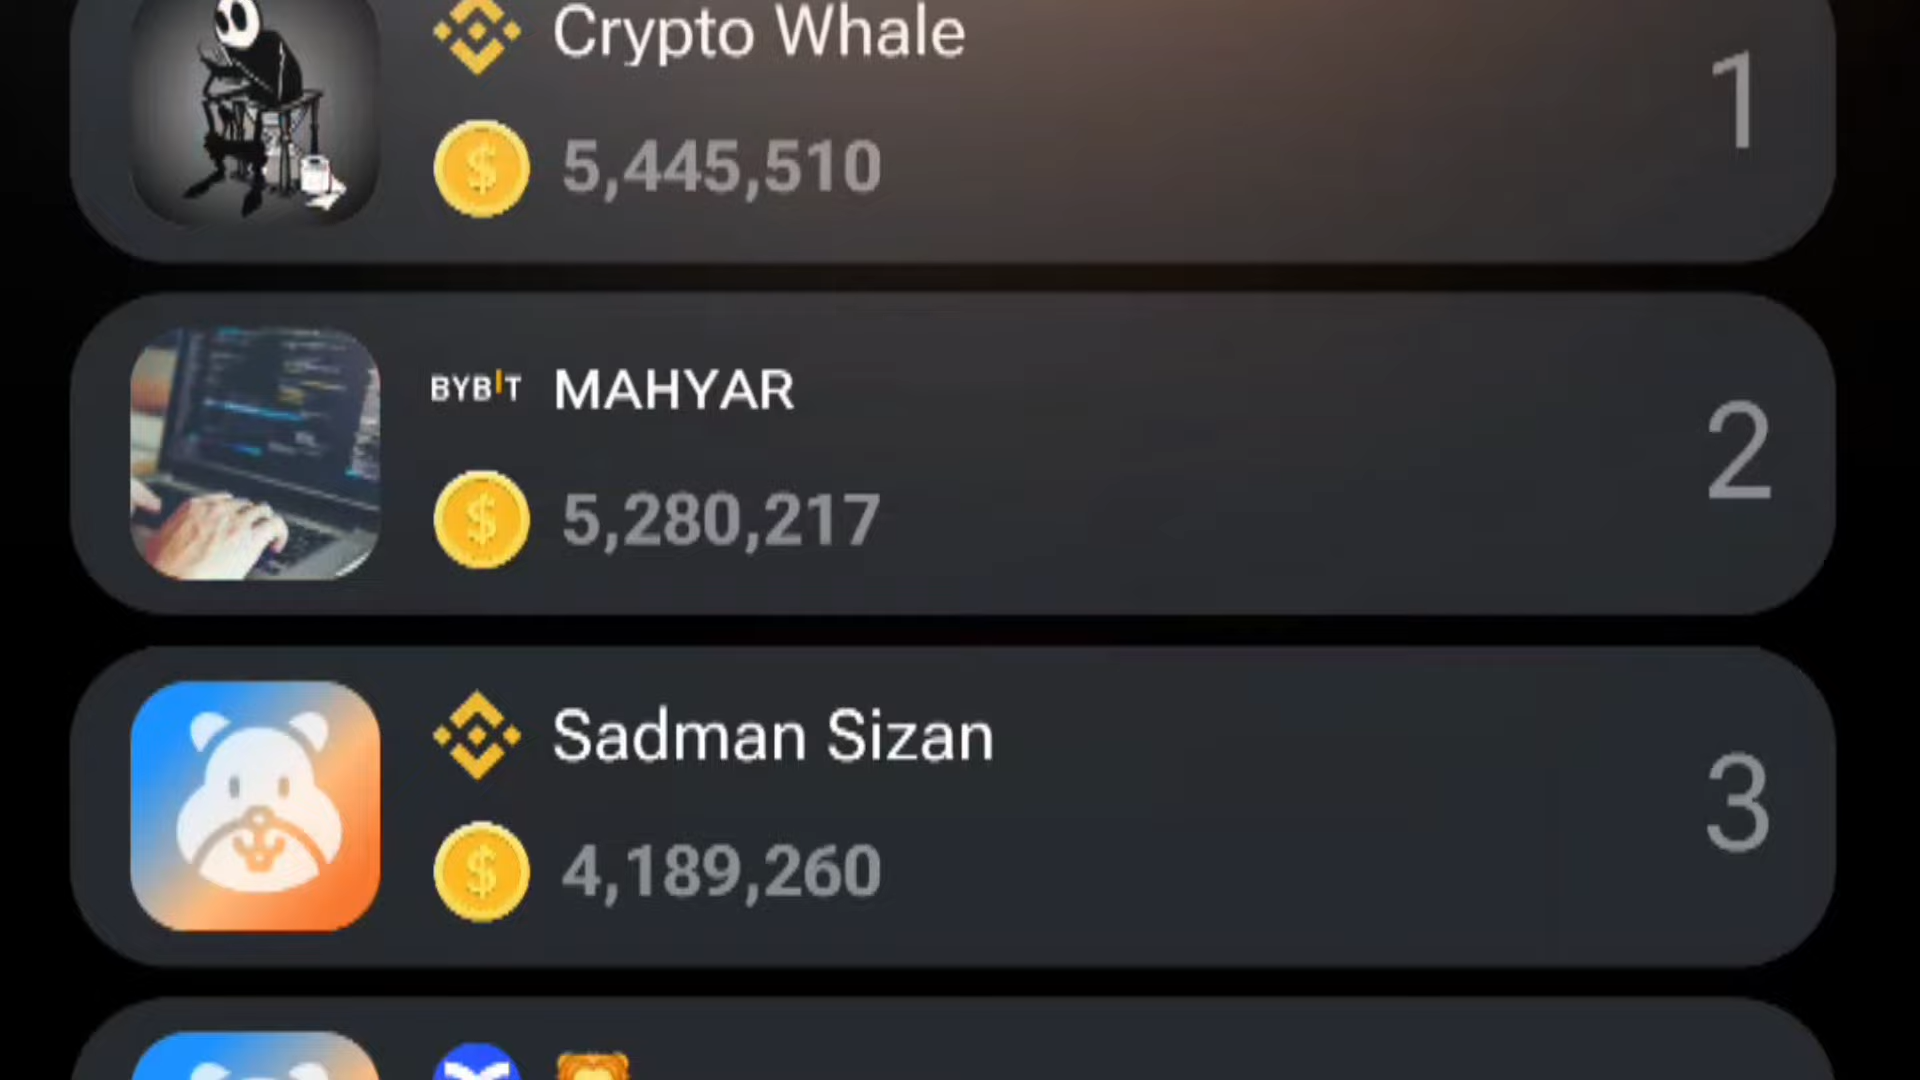 Crypto Whale
5,445,510
1
BYBIT MAHYAR
5,280,217
2
Sadman Sizan
4,189,260
3